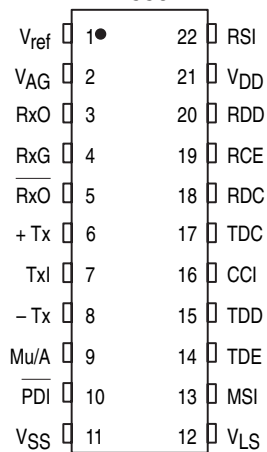 Vref 1 22 RSI
VAG 2 21 VDD
RxO 3 20 RDD
RxG 4 19 RCE
RxO 5 18 RDC
+ Tx 6 17 TDC
TxI 7 16 CCI
– Tx 8 15 TDD
Mu/A 9 14 TDE
PDI 10 13 MSI
VSS 11 12 VLS